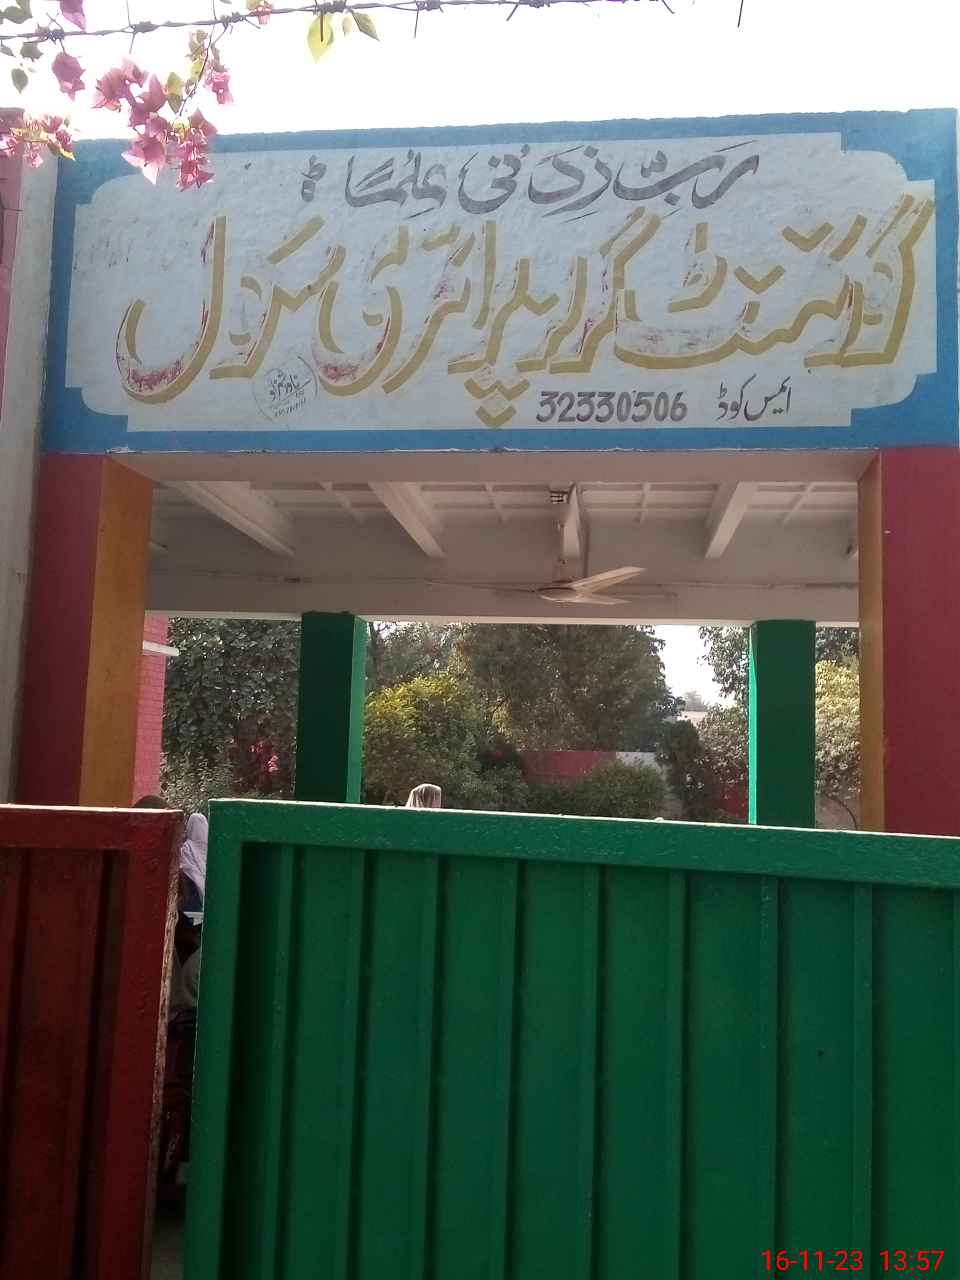 رَبِّ زِدْنِی عِلْمًا ط
گورنمنٹ گرلز پرائمری سکول
ایمس کوڈ 32330506
16-11-23 13:57